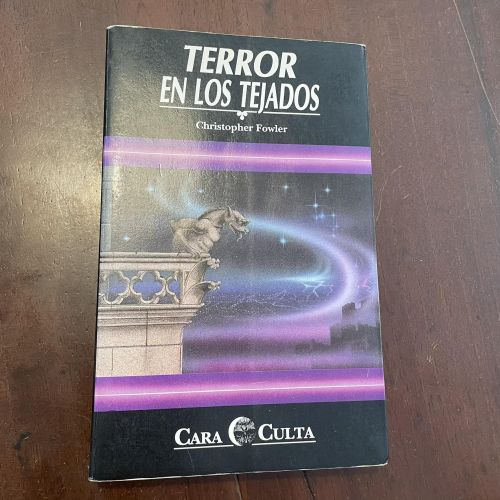 TERROR
EN LOS TEJADOS
Christopher Fowler
CARA CULTA